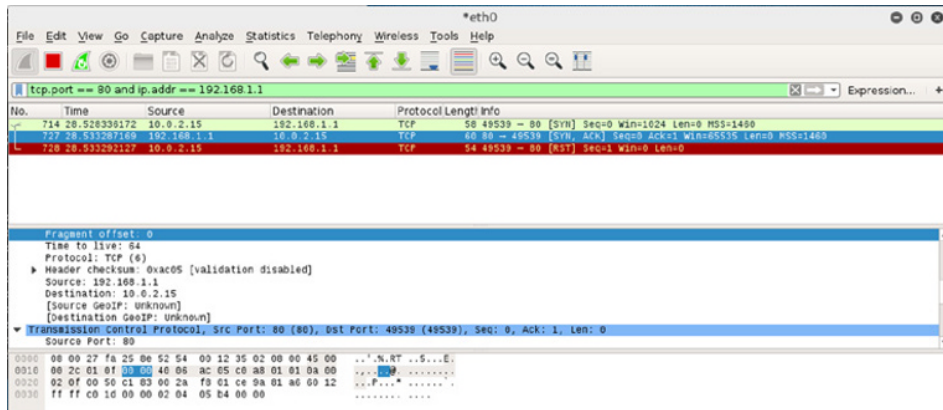 *eth0
File Edit View Go Capture Analyze Statistics Telephony Wireless Tools Help
tcp.port == 80 and ip.addr == 192.168.1.1
Expression... +
No. Time Source Destination Protocol Lengtl Info
714 28.528336172 10.0.2.15 192.168.1.1 TCP 58 49539 → 80 [SYN] Seq=0 Win=1024 Len=0 MSS=1460
727 28.533287169 192.168.1.1 10.0.2.15 TCP 60 80 → 49539 [SYN, ACK] Seq=0 Ack=1 Win=65535 Len=0 MSS=1460
728 28.533292127 10.0.2.15 192.168.1.1 TCP 54 49539 → 80 [RST] Seq=1 Win=0 Len=0
Fragment offset: 0
Time to live: 64
Protocol: TCP (6)
Header checksum: 0xac05 [validation disabled]
Source: 192.168.1.1
Destination: 10.0.2.15
[Source GeoIP: Unknown]
[Destination GeoIP: Unknown]
Transmission Control Protocol, Src Port: 80 (80), Dst Port: 49539 (49539), Seq: 0, Ack: 1, Len: 0
Source Port: 80
0000 08 00 27 fa 25 8e 52 54 00 12 35 02 08 00 45 00 ..'.%.RT ..5...E.
0010 00 2c 01 0f 00 00 40 06 ac 05 c0 a8 01 01 0a 00 .,....@. ........
0020 02 0f 00 50 c1 83 00 2a f8 01 ce 9a 01 a6 60 12 ...P...* ......`.
0030 ff ff c0 1d 00 00 02 04 05 b4 00 00 ........ ....